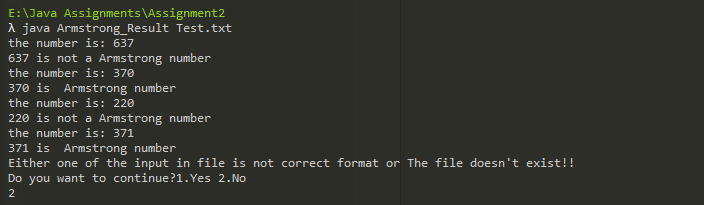 E:\Java Assignments\Assignment2
λ java Armstrong_Result Test.txt
the number is: 637
637 is not a Armstrong number
the number is: 370
370 is  Armstrong number
the number is: 220
220 is not a Armstrong number
the number is: 371
371 is  Armstrong number
Either one of the input in file is not correct format or The file doesn't exist!!
Do you want to continue?1.Yes 2.No
2